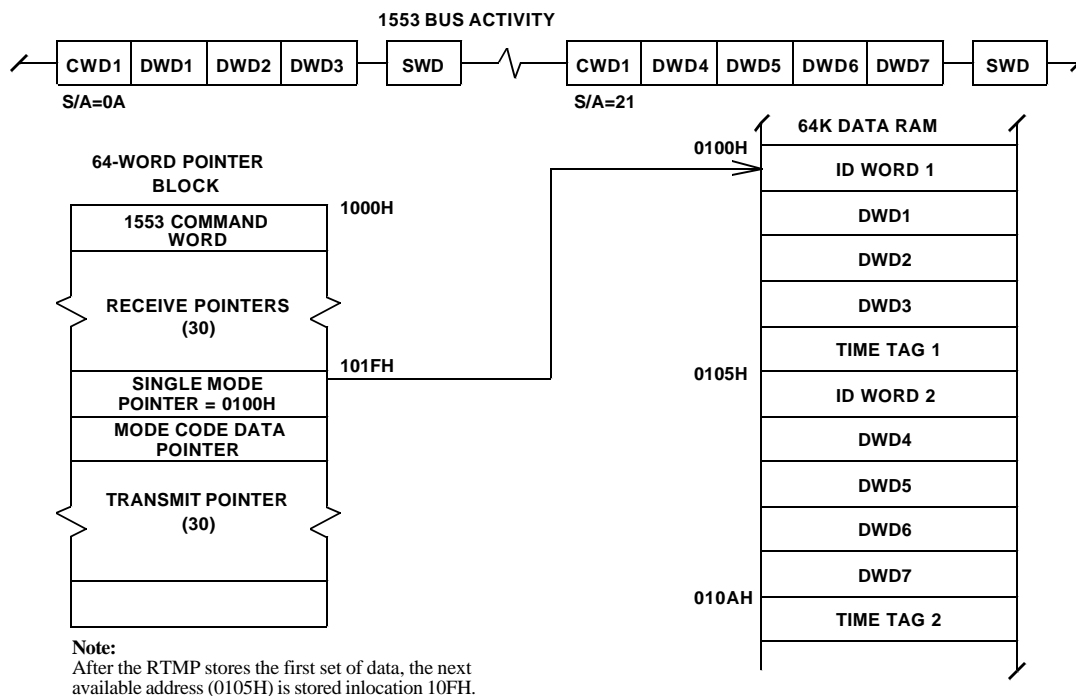 1553 BUS ACTIVITY
CWD1 DWD1 DWD2 DWD3 SWD CWD1 DWD4 DWD5 DWD6 DWD7 SWD
S/A=0A
S/A=21
64-WORD POINTER
BLOCK
1000H
1553 COMMAND
WORD
RECEIVE POINTERS
(30)
101FH
SINGLE MODE
POINTER = 0100H
MODE CODE DATA
POINTER
TRANSMIT POINTER
(30)
64K DATA RAM
0100H
ID WORD 1
DWD1
DWD2
DWD3
TIME TAG 1
0105H
ID WORD 2
DWD4
DWD5
DWD6
DWD7
010AH
TIME TAG 2
Note:
After the RTMP stores the first set of data, the next
available address (0105H) is stored inlocation 10FH.